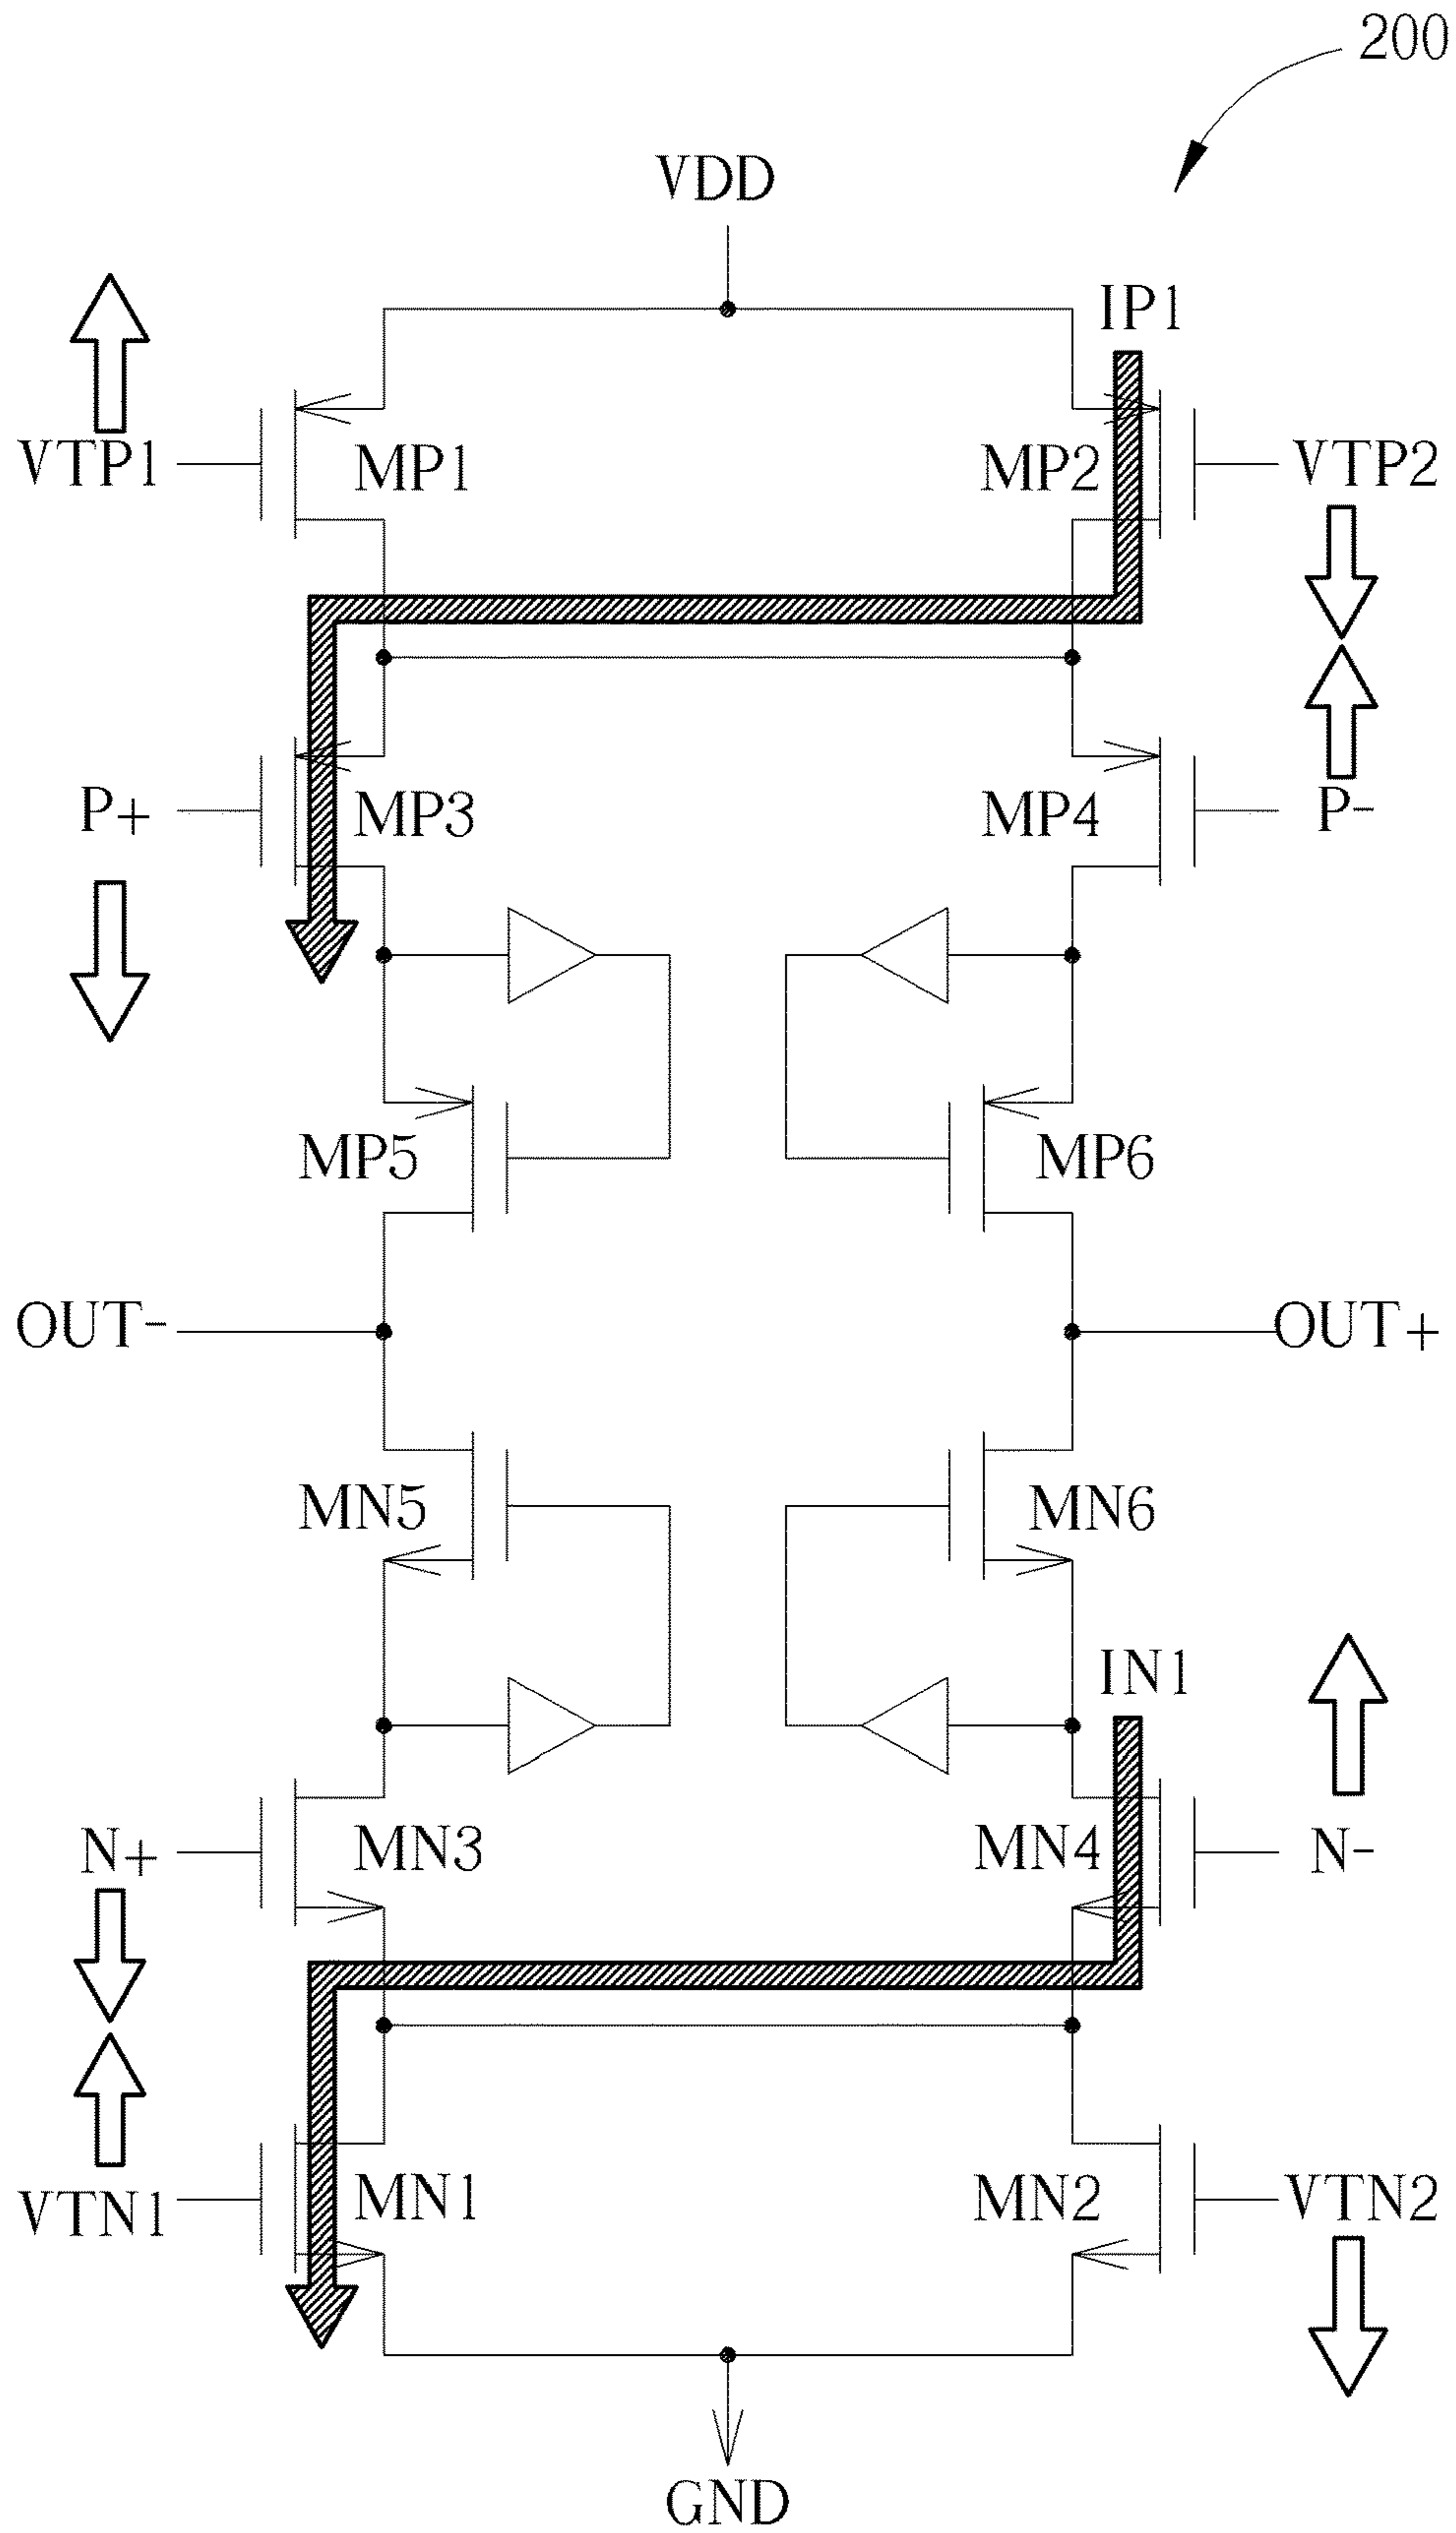 200
VDD
IP1
VTP1
MP1
MP2
VTP2
P+
MP3
MP4
P-
MP5
MP6
OUT-
OUT+
MN5
MN6
IN1
N+
MN3
MN4
N-
VTN1
MN1
MN2
VTN2
GND